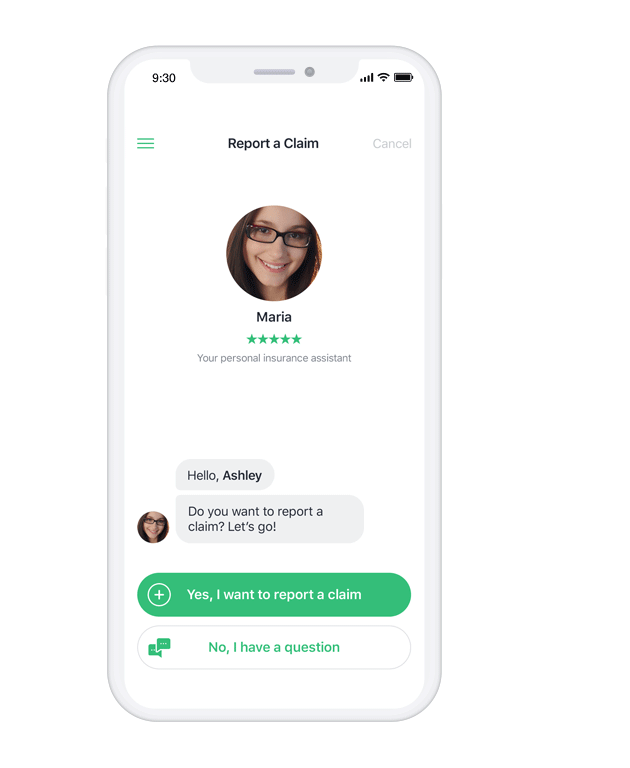 9:30
Report a Claim
Cancel
Maria
Your personal insurance assistant
Hello, Ashley
Do you want to report a
claim? Let's go!
Yes, I want to report a claim
No, I have a question